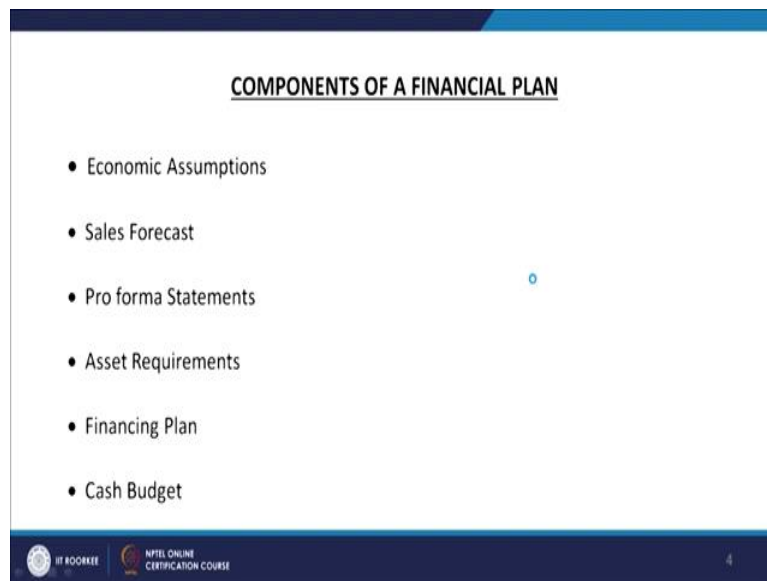 COMPONENTS OF A FINANCIAL PLAN
• Economic Assumptions
• Sales Forecast
• Pro forma Statements
• Asset Requirements
• Financing Plan
• Cash Budget
IIT ROORKEE
NPTEL ONLINE
CERTIFICATION COURSE
4